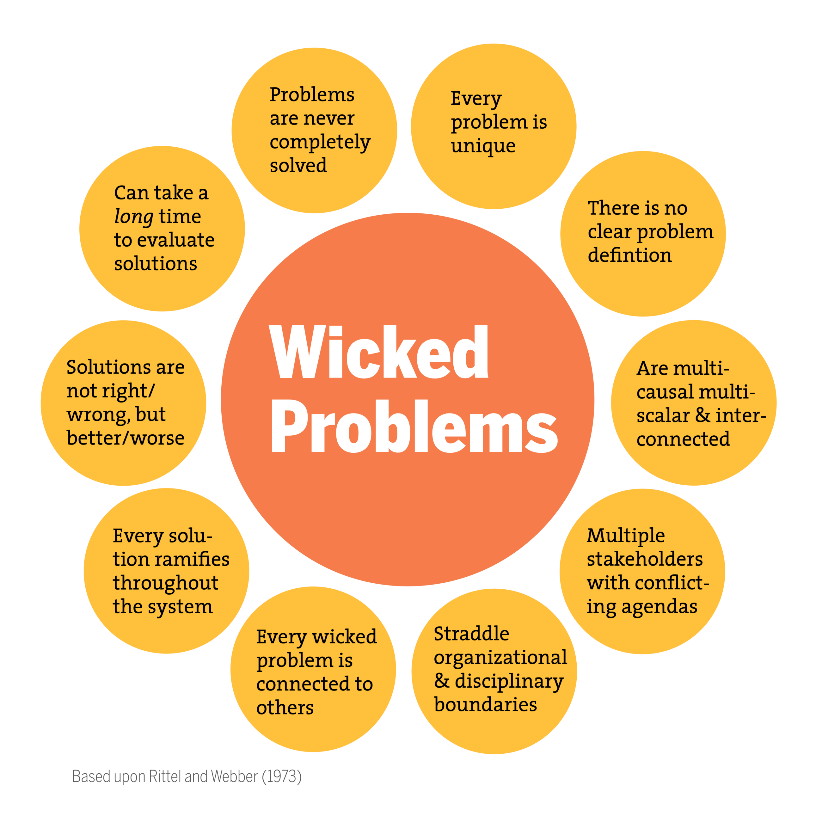 Problems
are never
completely
solved
Every
problem is
unique
There is no
clear problem
defintion
Are multi-
causal multi-
scalar & inter-
connected
Multiple
stakeholders
with conflict-
ing agendas
Straddle
organizational
& disciplinary
boundaries
Every wicked
problem is
connected to
others
Every solu-
tion ramifies
throughout
the system
Solutions are
not right/
wrong, but
better/worse
Can take a
long time
to evaluate
solutions
Wicked
Problems
Based upon Rittel and Webber (1973)